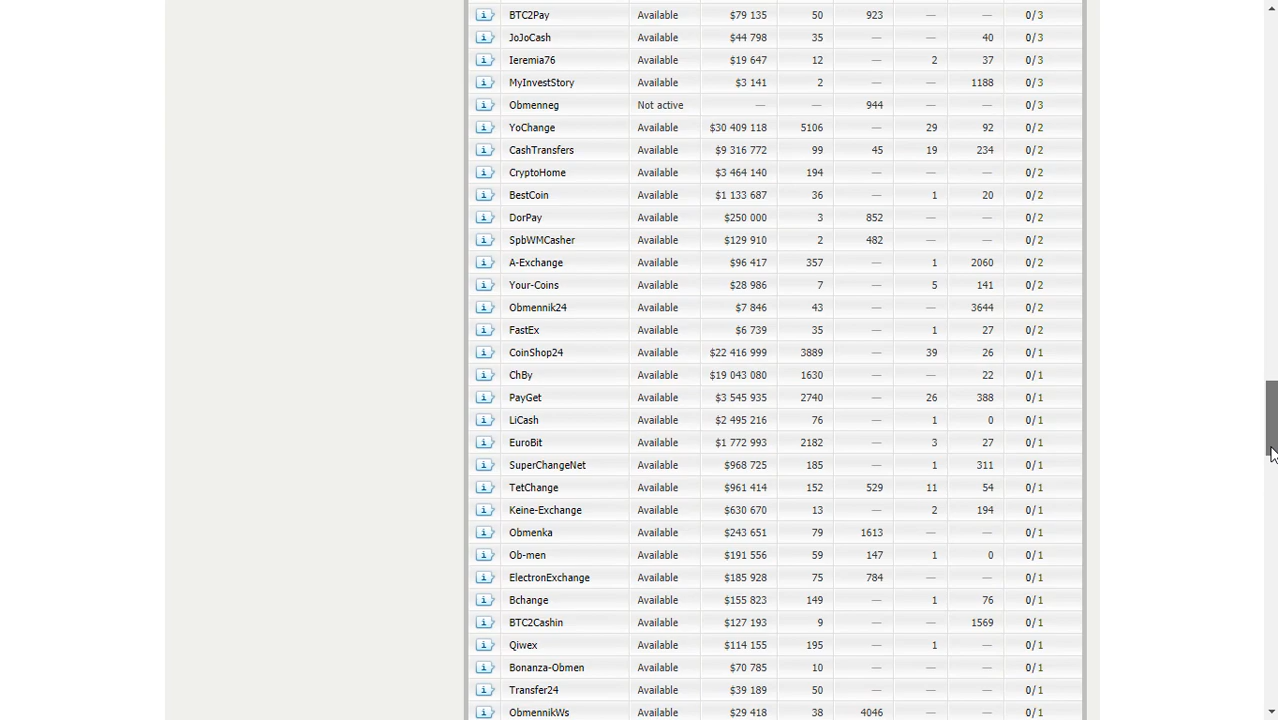 BTC2Pay Available $79 135 50 923 — — 0/3
JoJoCash Available $44 798 35 — — 40 0/3
Ieremia76 Available $19 647 12 — 2 37 0/3
MyInvestStory Available $3 141 2 — — 1188 0/3
Obmenneg Not active — — 944 — — 0/3
YoChange Available $30 409 118 5106 — 29 92 0/2
CashTransfers Available $9 316 772 99 45 19 234 0/2
CryptoHome Available $3 464 140 194 — — — 0/2
BestCoin Available $1 133 687 36 — 1 20 0/2
DorPay Available $250 000 3 852 — — 0/2
SpbWMCasher Available $129 910 2 482 — — 0/2
A-Exchange Available $96 417 357 — 1 2060 0/2
Your-Coins Available $28 986 7 — 5 141 0/2
Obmennik24 Available $7 846 43 — — 3644 0/2
FastEx Available $6 739 35 — 1 27 0/2
CoinShop24 Available $22 416 999 3889 — 39 26 0/1
ChBy Available $19 043 080 1630 — — 22 0/1
PayGet Available $3 545 935 2740 — 26 388 0/1
LiCash Available $2 495 216 76 — 1 0 0/1
EuroBit Available $1 772 993 2182 — 3 27 0/1
SuperChangeNet Available $968 725 185 — 1 311 0/1
TetChange Available $961 414 152 529 11 54 0/1
Keine-Exchange Available $630 670 13 — 2 194 0/1
Obmenka Available $243 651 79 1613 — — 0/1
Ob-men Available $191 556 59 147 1 0 0/1
ElectronExchange Available $185 928 75 784 — — 0/1
Bchange Available $155 823 149 — 1 76 0/1
BTC2Cashin Available $127 193 9 — — 1569 0/1
Qiwex Available $114 155 195 — 1 — 0/1
Bonanza-Obmen Available $70 785 10 — — — 0/1
Transfer24 Available $39 189 50 — — — 0/1
ObmennikWs Available $29 418 38 4046 — — 0/1